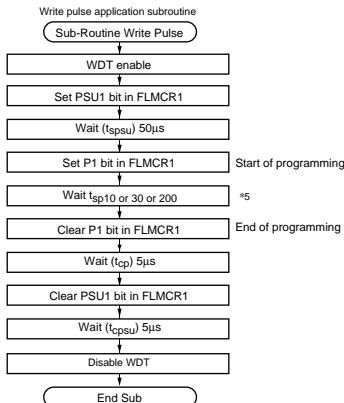 Write pulse application subroutine
Sub-Routine Write Pulse
WDT enable
Set PSU1 bit in FLMCR1
Wait (tspsu) 50μs
Set P1 bit in FLMCR1 Start of programming
Wait tsp10 or 30 or 200 *5
Clear P1 bit in FLMCR1 End of programming
Wait (tcp) 5μs
Clear PSU1 bit in FLMCR1
Wait (tcpsu) 5μs
Disable WDT
End Sub